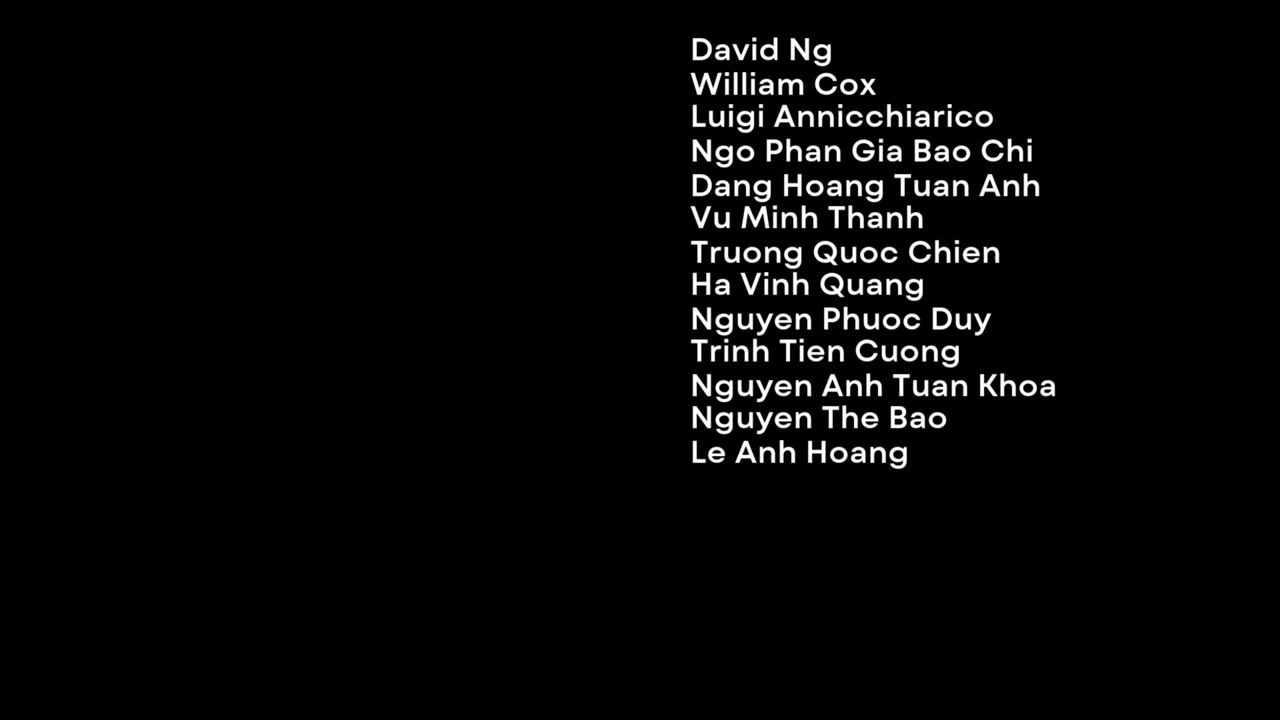 David Ng
William Cox
Luigi Annicchiarico
Ngo Phan Gia Bao Chi
Dang Hoang Tuan Anh
Vu Minh Thanh
Truong Quoc Chien
Ha Vinh Quang
Nguyen Phuoc Duy
Trinh Tien Cuong
Nguyen Anh Tuan Khoa
Nguyen The Bao
Le Anh Hoang